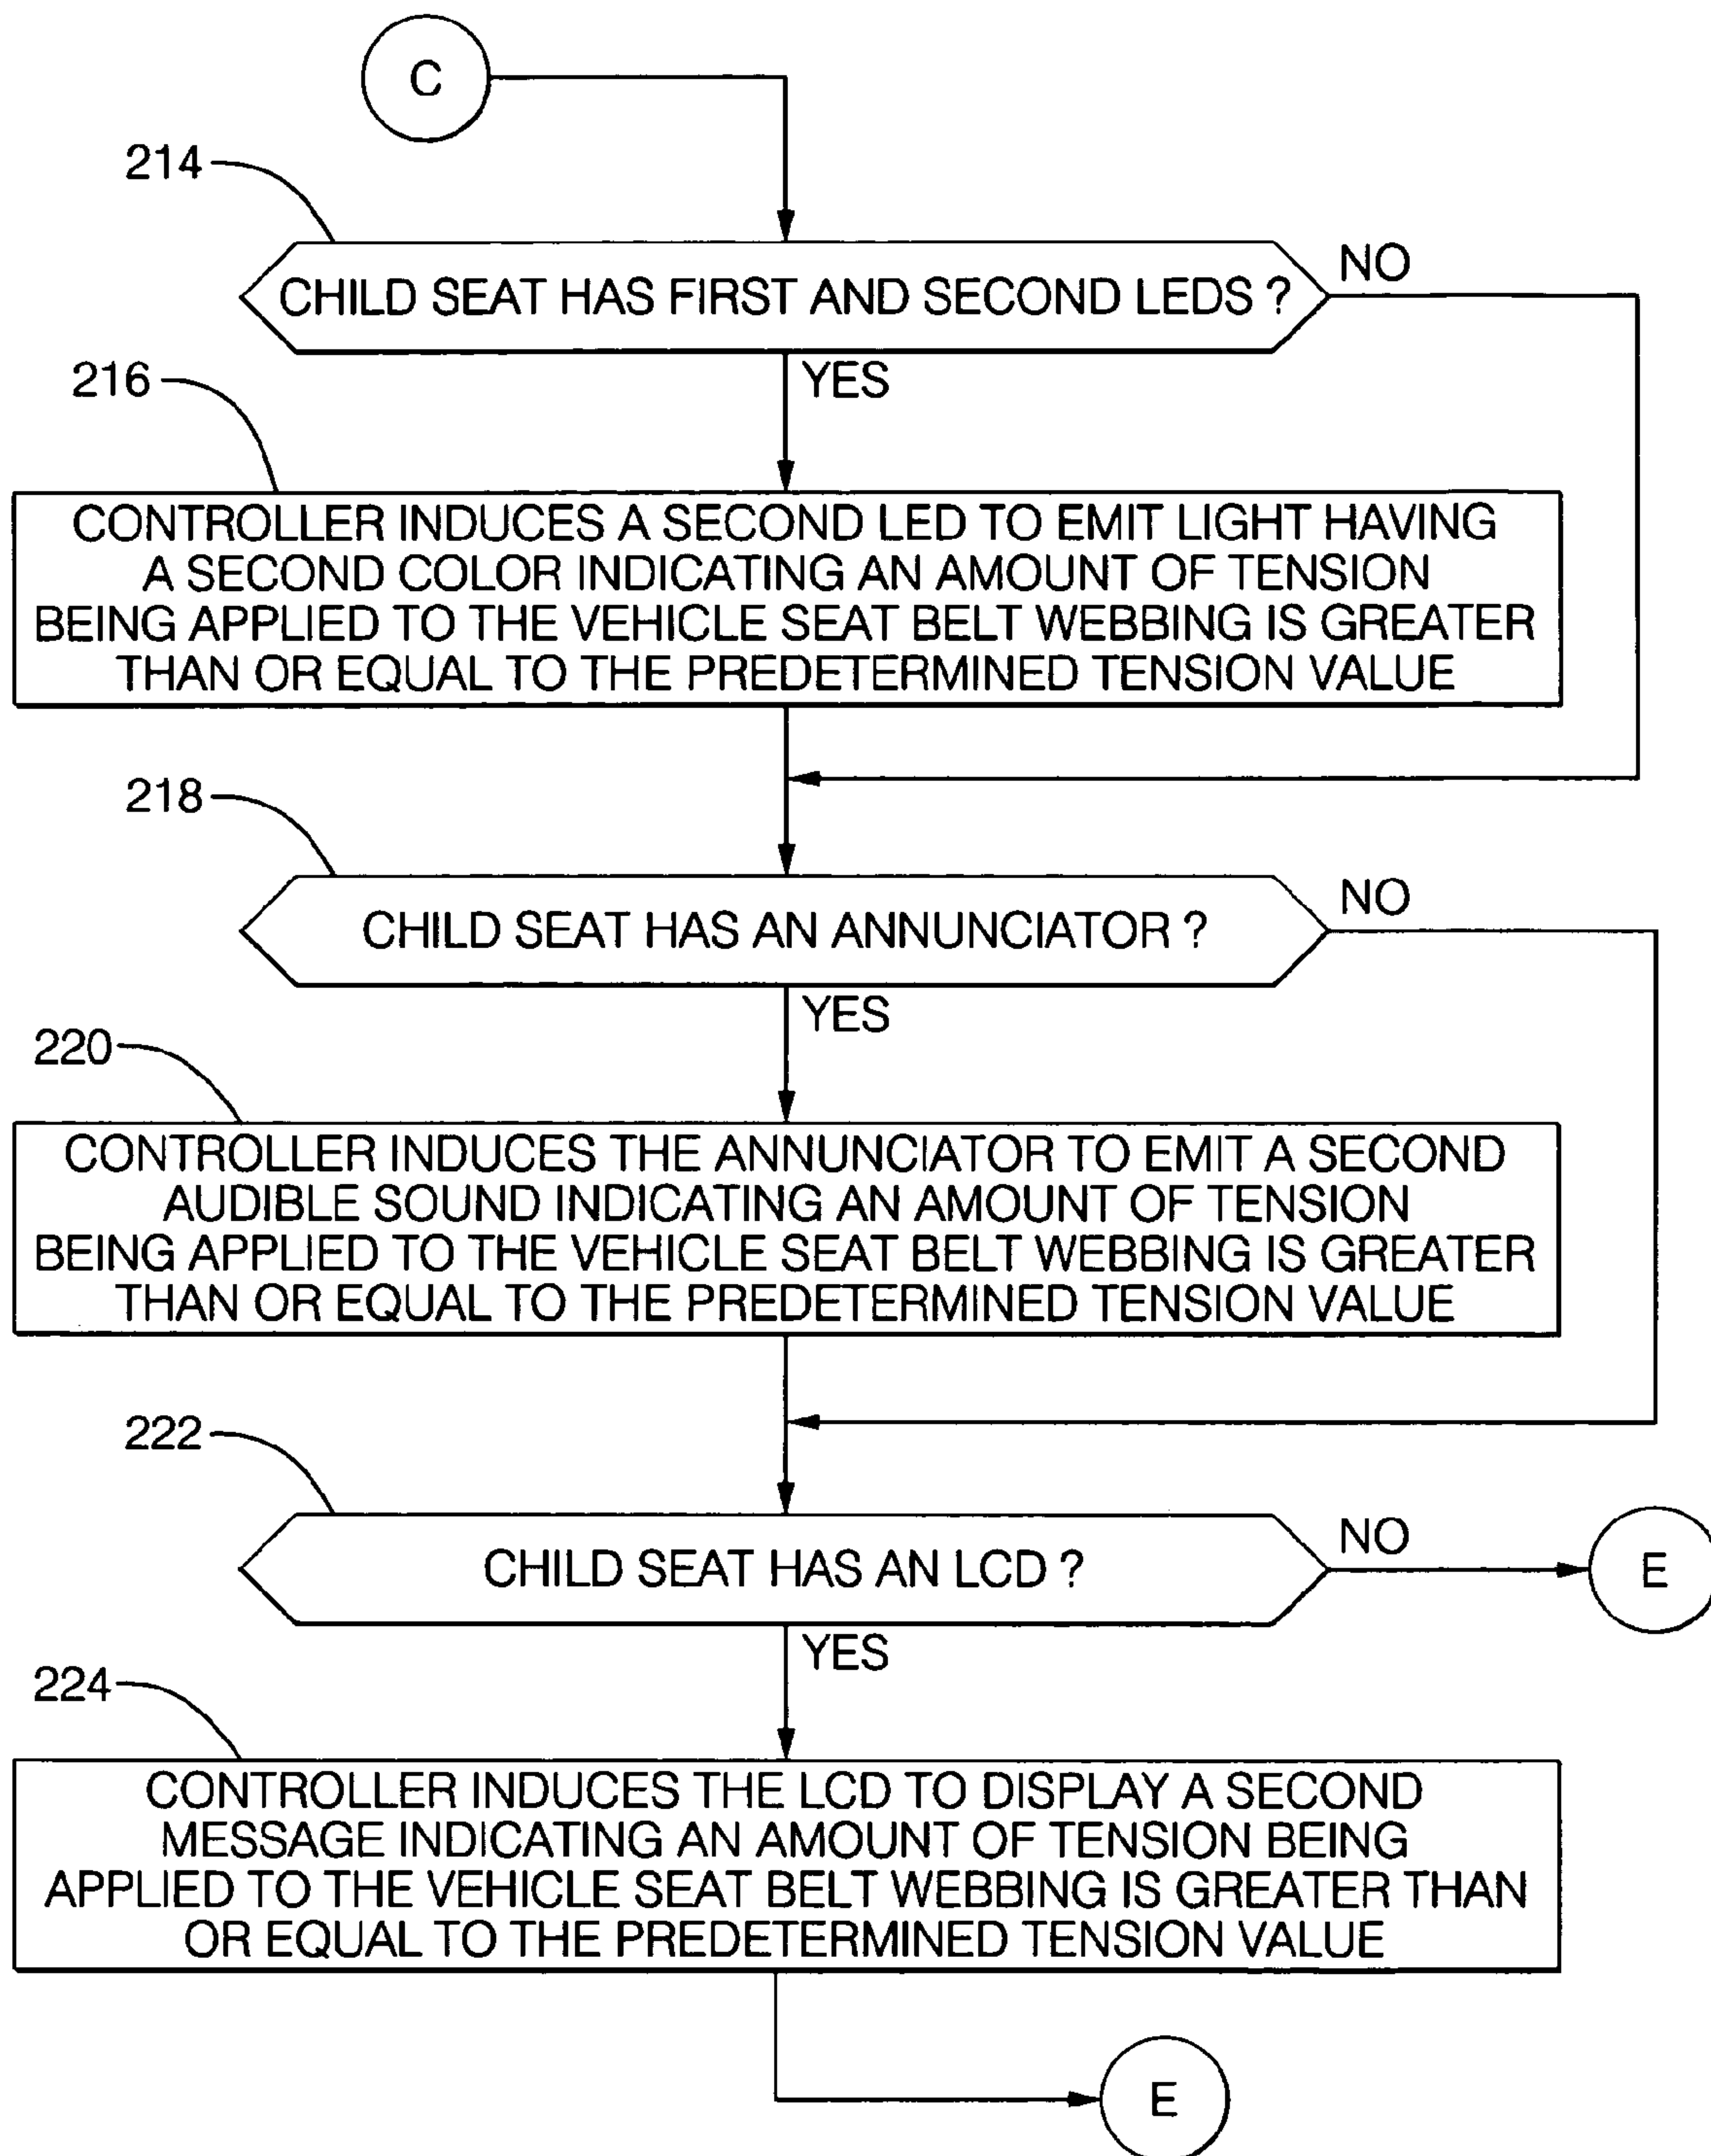 C
214
CHILD SEAT HAS FIRST AND SECOND LEDS ?
NO
YES
216
CONTROLLER INDUCES A SECOND LED TO EMIT LIGHT HAVING
A SECOND COLOR INDICATING AN AMOUNT OF TENSION
BEING APPLIED TO THE VEHICLE SEAT BELT WEBBING IS GREATER
THAN OR EQUAL TO THE PREDETERMINED TENSION VALUE
218
CHILD SEAT HAS AN ANNUNCIATOR ?
NO
YES
220
CONTROLLER INDUCES THE ANNUNCIATOR TO EMIT A SECOND
AUDIBLE SOUND INDICATING AN AMOUNT OF TENSION
BEING APPLIED TO THE VEHICLE SEAT BELT WEBBING IS GREATER
THAN OR EQUAL TO THE PREDETERMINED TENSION VALUE
222
CHILD SEAT HAS AN LCD ?
NO
E
YES
224
CONTROLLER INDUCES THE LCD TO DISPLAY A SECOND
MESSAGE INDICATING AN AMOUNT OF TENSION BEING
APPLIED TO THE VEHICLE SEAT BELT WEBBING IS GREATER THAN
OR EQUAL TO THE PREDETERMINED TENSION VALUE
E